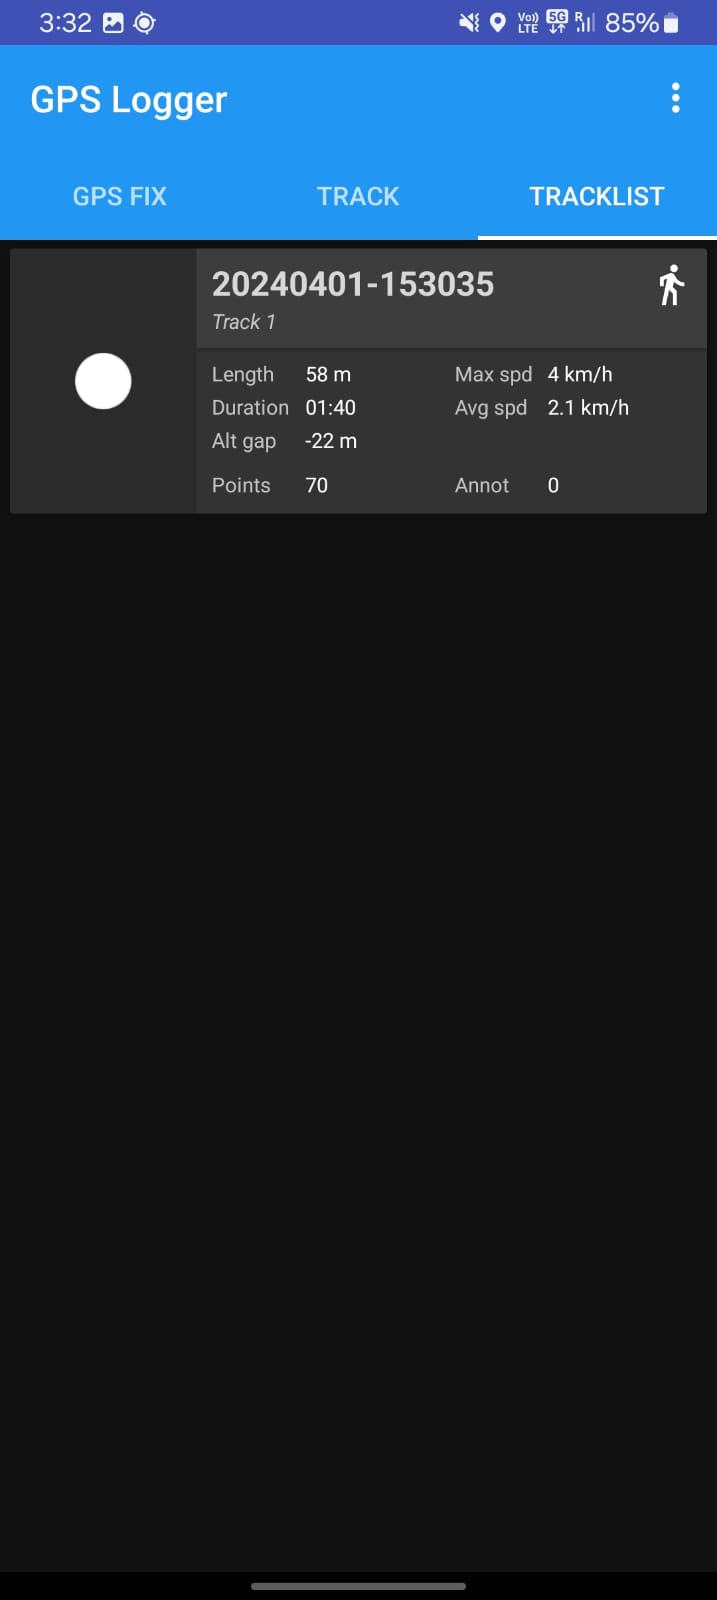 3:32 Vo)) LTE 5G R 85%
GPS Logger
GPS FIX TRACK TRACKLIST
20240401-153035
Track 1
Length 58 m Max spd 4 km/h
Duration 01:40 Avg spd 2.1 km/h
Alt gap -22 m
Points 70 Annot 0